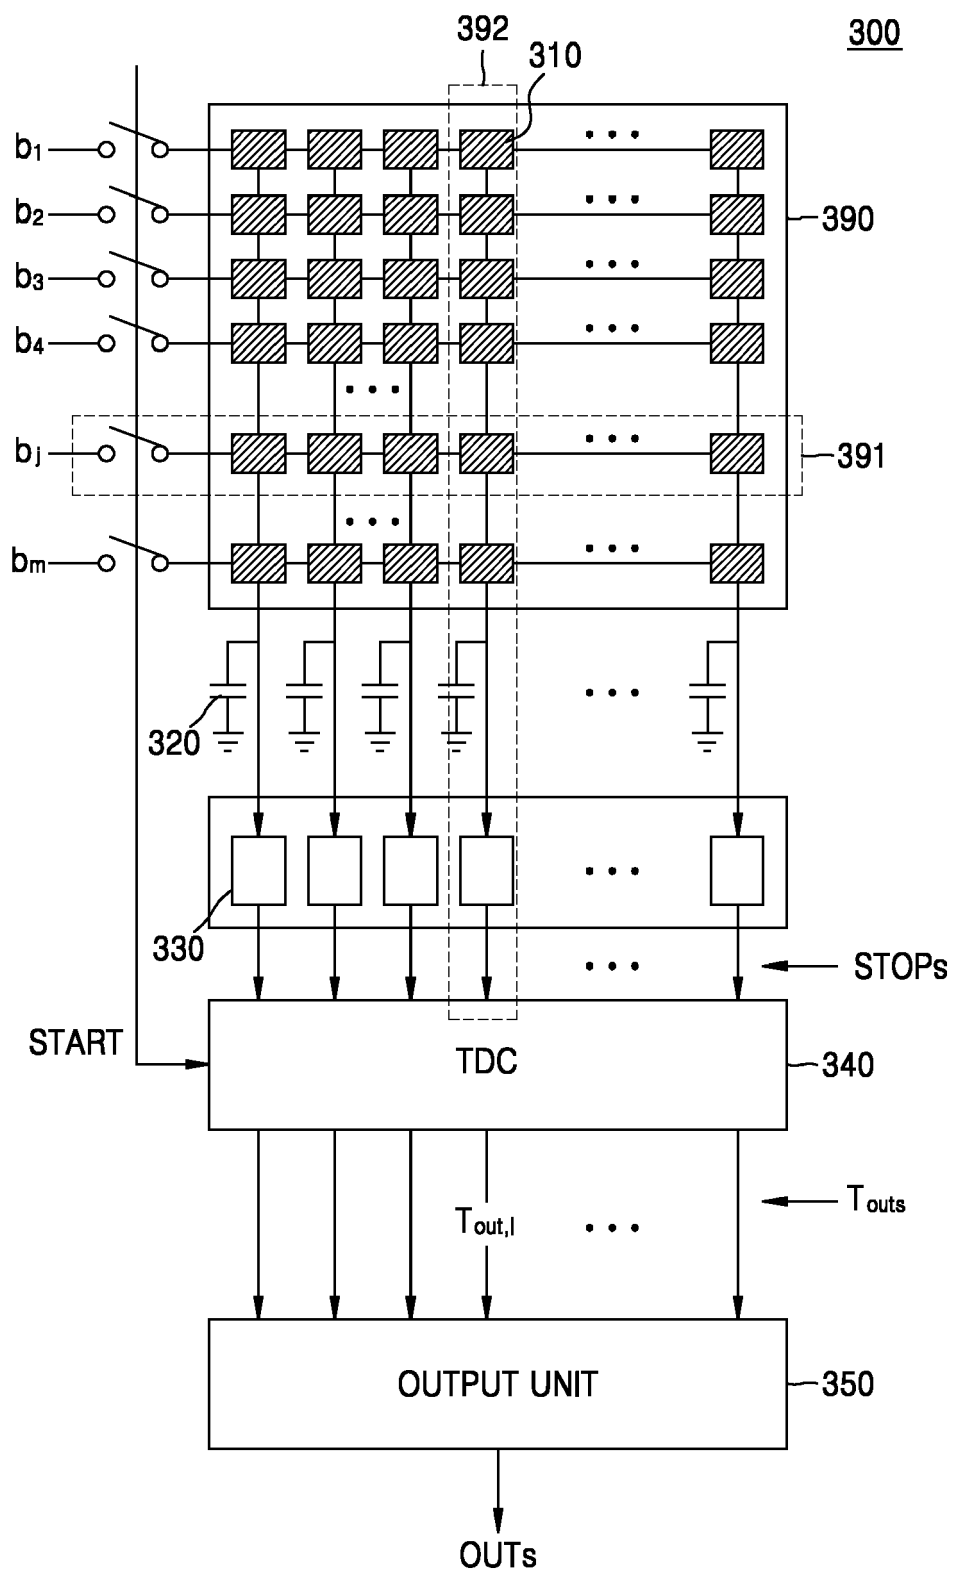 392
300
310
b1
b2
390
b3
b4
bj
391
bm
320
330
STOPs
START
TDC
340
Touts
Tout,I
OUTPUT UNIT
350
OUTs